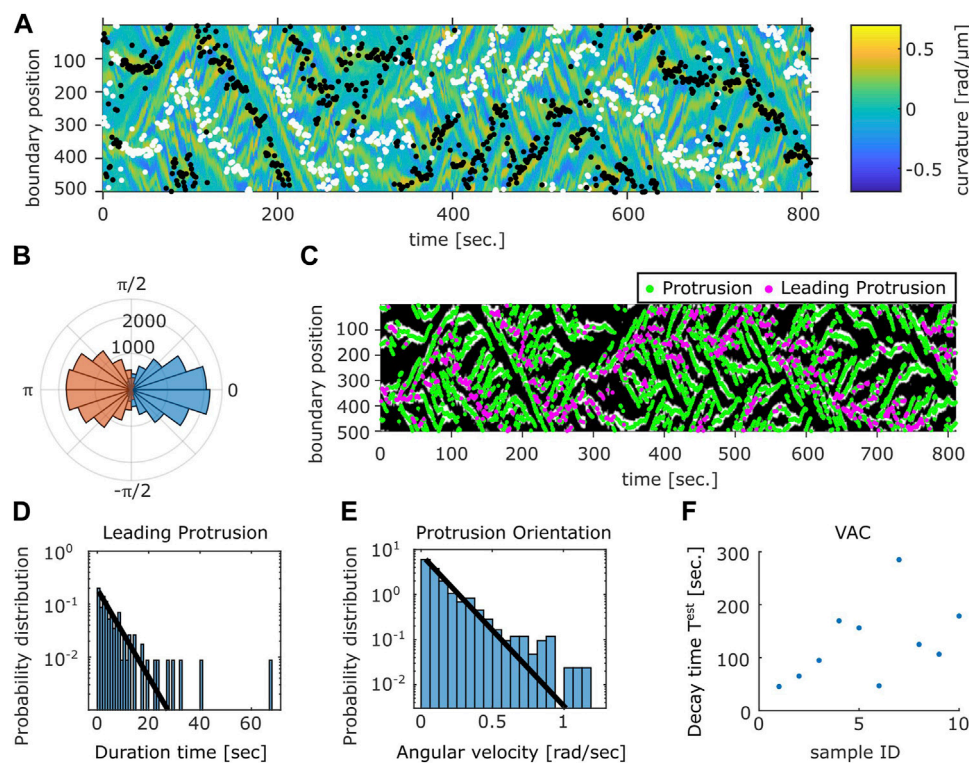 A
boundary position
100
200
300
400
500
0
200
400
600
800
time [sec.]
0.5
0
−0.5
curvature [rad/μm]
B
π/2
2000
1000
π
0
-π/2
C
Protrusion Leading Protrusion
boundary position
100
200
300
400
500
0 100 200 300 400 500 600 700 800
time [sec.]
D
Leading Protrusion
Probability distribution
10^0
10^-1
10^-2
0 20 40 60
Duration time [sec]
E
Protrusion Orientation
Probability distribution
10^1
10^0
10^-1
10^-2
0 0.5 1
Angular velocity [rad/sec]
F
VAC
Decay time T^est [sec.]
300
200
100
0
0 5 10
sample ID